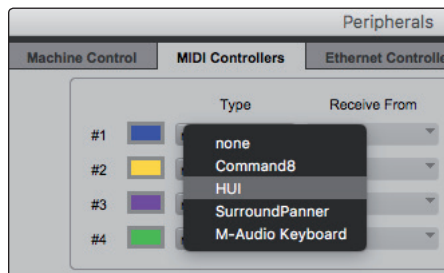 Peripherals
Machine Control MIDI Controllers Ethernet Controlle
Type Receive From
#1
none
Command8
#2
HUI
SurroundPanner
#3
M-Audio Keyboard
#4